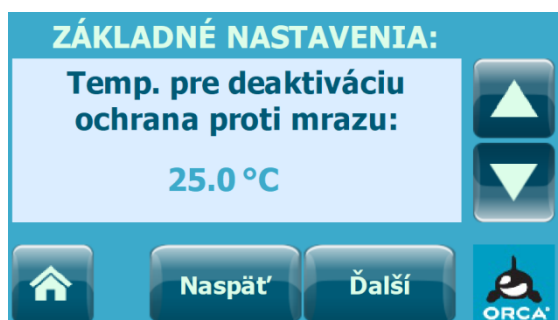 ZÁKLADNÉ NASTAVENIA:
Temp. pre deaktiváciu
ochrana proti mrazu:
25.0 °C
Naspäť
Ďalší
ORCA